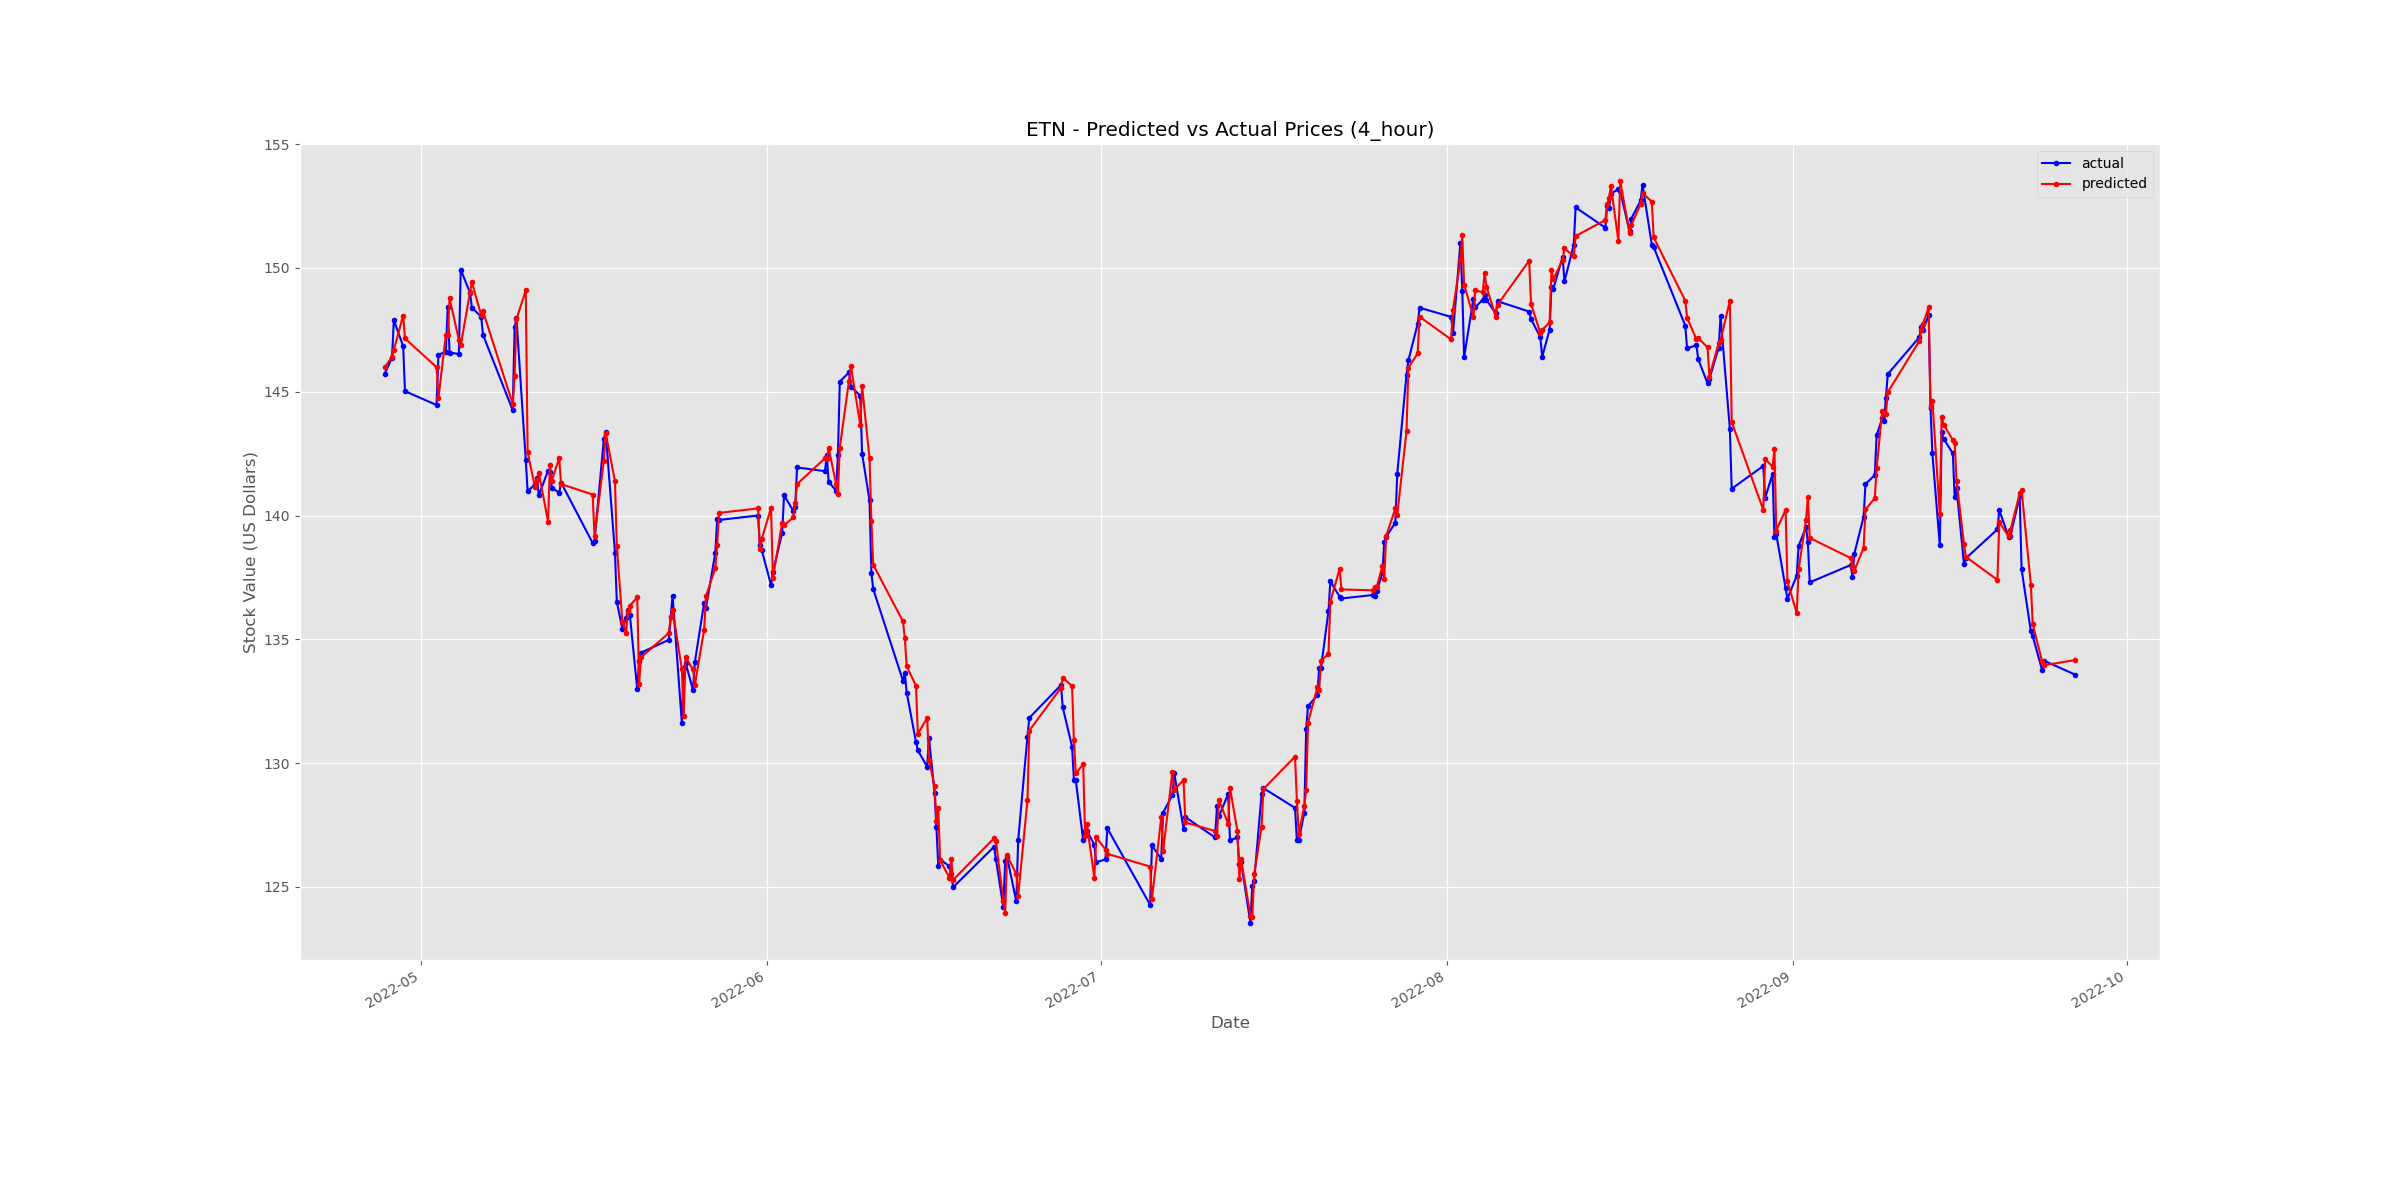 ETN - Predicted vs Actual Prices (4_hour)
155
150
145
140
135
130
125
Stock Value (US Dollars)
actual
predicted
2022-05
2022-06
2022-07
2022-08
2022-09
2022-10
Date